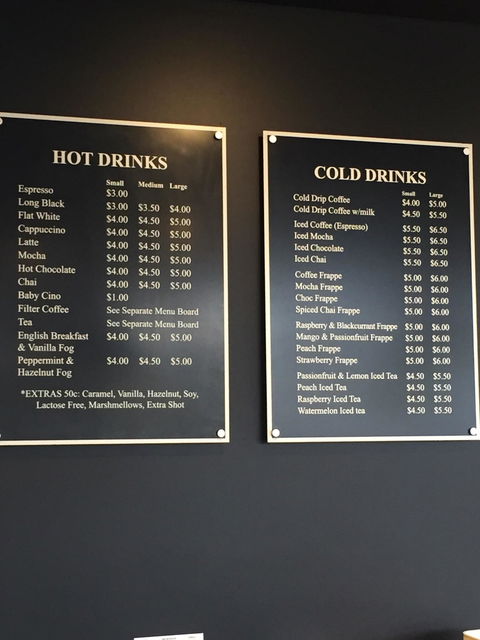 HOT DRINKS
Small Medium Large
Espresso $3.00
Long Black $3.00 $3.50 $4.00
Flat White $4.00 $4.50 $5.00
Cappuccino $4.00 $4.50 $5.00
Latte $4.00 $4.50 $5.00
Mocha $4.00 $4.50 $5.00
Hot Chocolate $4.00 $4.50 $5.00
Chai $4.00 $4.50 $5.00
Baby Cino $1.00
Filter Coffee See Separate Menu Board
Tea See Separate Menu Board
English Breakfast $4.00 $4.50 $5.00
& Vanilla Fog
Peppermint & $4.00 $4.50 $5.00
Hazelnut Fog
*EXTRAS 50c: Caramel, Vanilla, Hazelnut, Soy,
Lactose Free, Marshmellows, Extra Shot
COLD DRINKS
Small Large
Cold Drip Coffee $4.00 $5.00
Cold Drip Coffee w/milk $4.50 $5.50
Iced Coffee (Espresso) $5.50 $6.50
Iced Mocha $5.50 $6.50
Iced Chocolate $5.50 $6.50
Iced Chai $5.50 $6.50
Coffee Frappe $5.00 $6.00
Mocha Frappe $5.00 $6.00
Choc Frappe $5.00 $6.00
Spiced Chai Frappe $5.00 $6.00
Raspberry & Blackcurrant Frappe $5.00 $6.00
Mango & Passionfruit Frappe $5.00 $6.00
Peach Frappe $5.00 $6.00
Strawberry Frappe $5.00 $6.00
Passionfruit & Lemon Iced Tea $4.50 $5.50
Peach Iced Tea $4.50 $5.50
Raspberry Iced Tea $4.50 $5.50
Watermelon Iced tea $4.50 $5.50